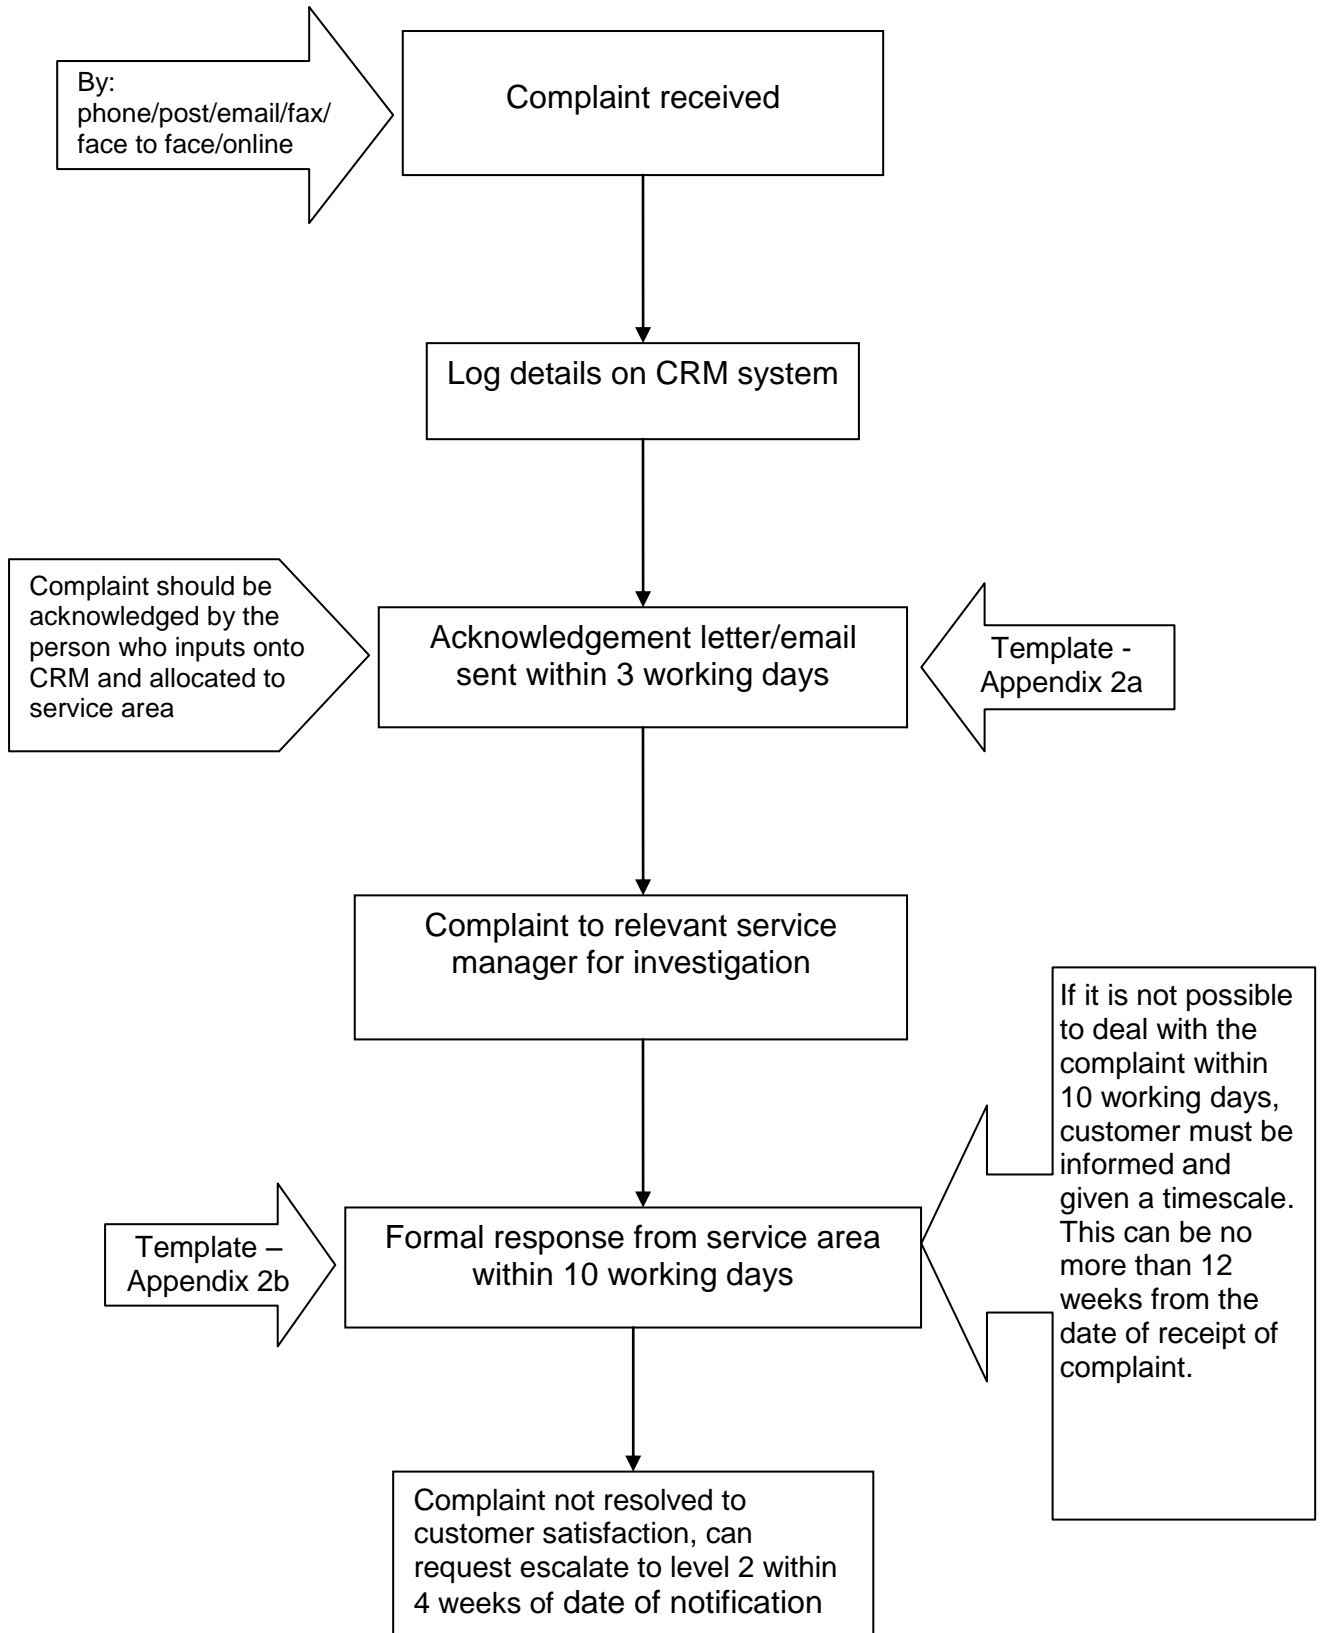 By:
phone/post/email/fax/
face to face/online
Complaint received
Log details on CRM system
Complaint should be
acknowledged by the
person who inputs onto
CRM and allocated to
service area
Acknowledgement letter/email
sent within 3 working days
Template -
Appendix 2a
Complaint to relevant service
manager for investigation
If it is not possible
to deal with the
complaint within
10 working days,
customer must be
informed and
given a timescale.
This can be no
more than 12
weeks from the
date of receipt of
complaint.
Template –
Appendix 2b
Formal response from service area
within 10 working days
Complaint not resolved to
customer satisfaction, can
request escalate to level 2 within
4 weeks of date of notification